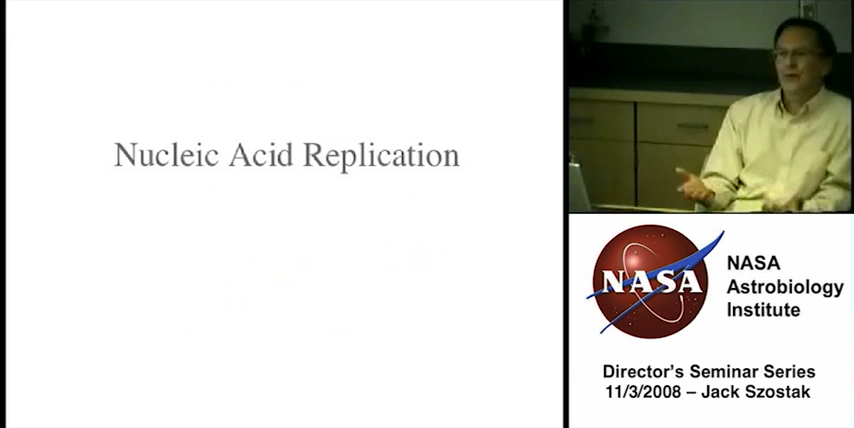 Nucleic Acid Replication
NASA
NASA
Astrobiology
Institute
Director's Seminar Series
11/3/2008 – Jack Szostak